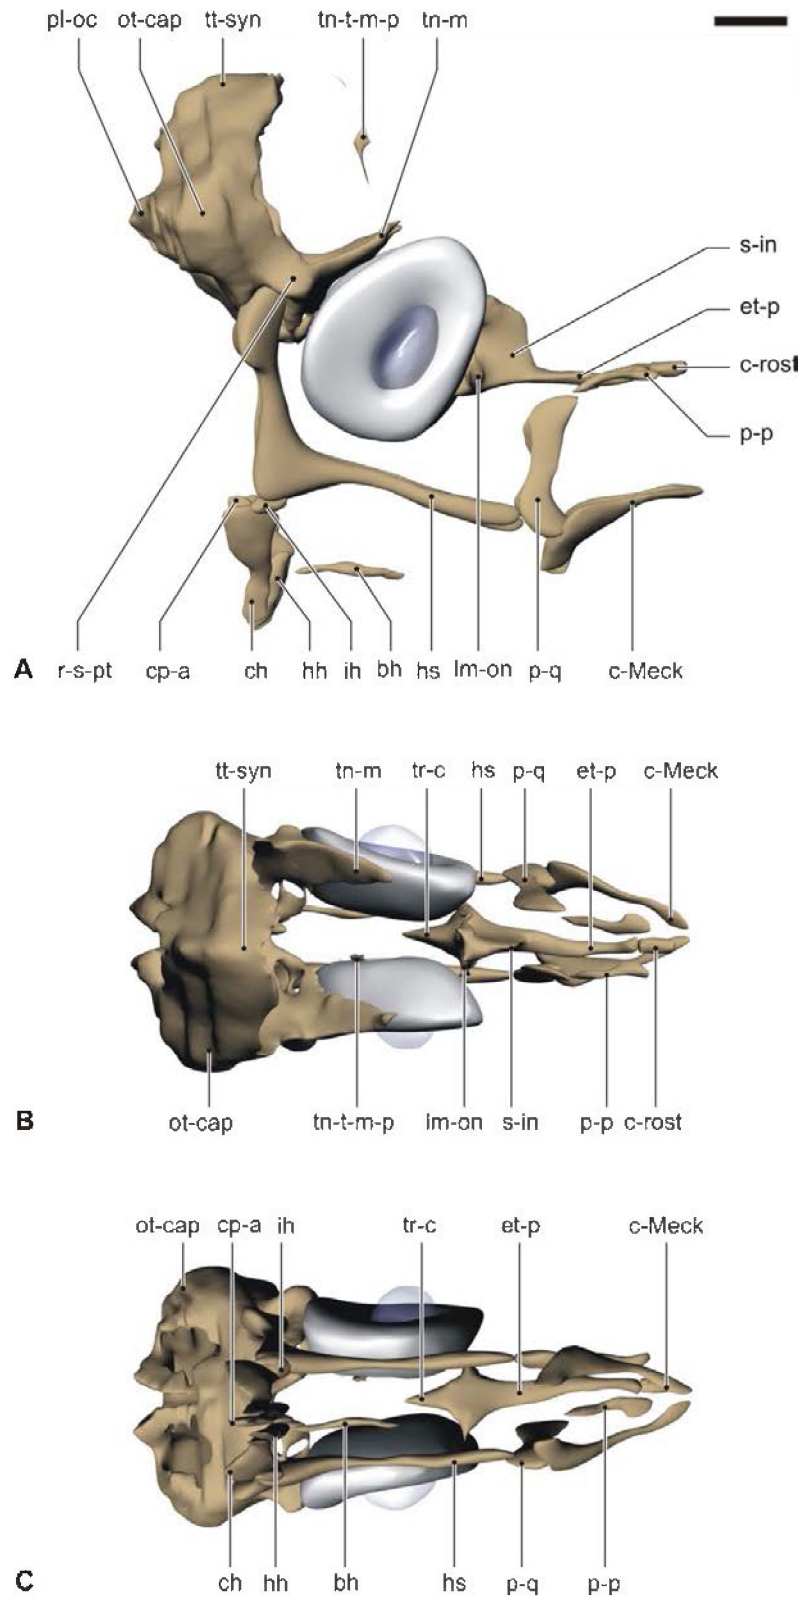 pl-oc ot-cap tt-syn tn-t-m-p tn-m
s-in
et-p
c-rost
p-p
A r-s-pt cp-a ch hh ih bh hs lm-on p-q c-Meck
tt-syn tn-m tr-c hs p-q et-p c-Meck
B ot-cap tn-t-m-p lm-on s-in p-p c-rost
ot-cap cp-a ih tr-c et-p c-Meck
C ch hh bh hs p-q p-p